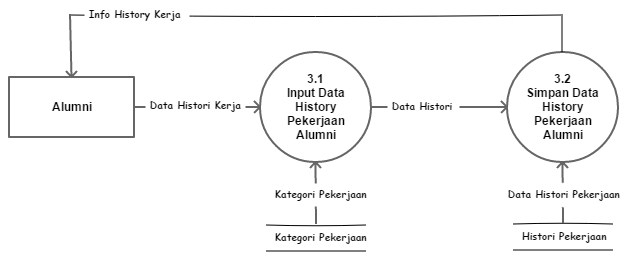 Info History Kerja
Alumni
Data Histori Kerja
3.1
Input Data
History
Pekerjaan
Alumni
Data Histori
3.2
Simpan Data
History
Pekerjaan
Alumni
Kategori Pekerjaan
Data Histori Pekerjaan
Kategori Pekerjaan
Histori Pekerjaan